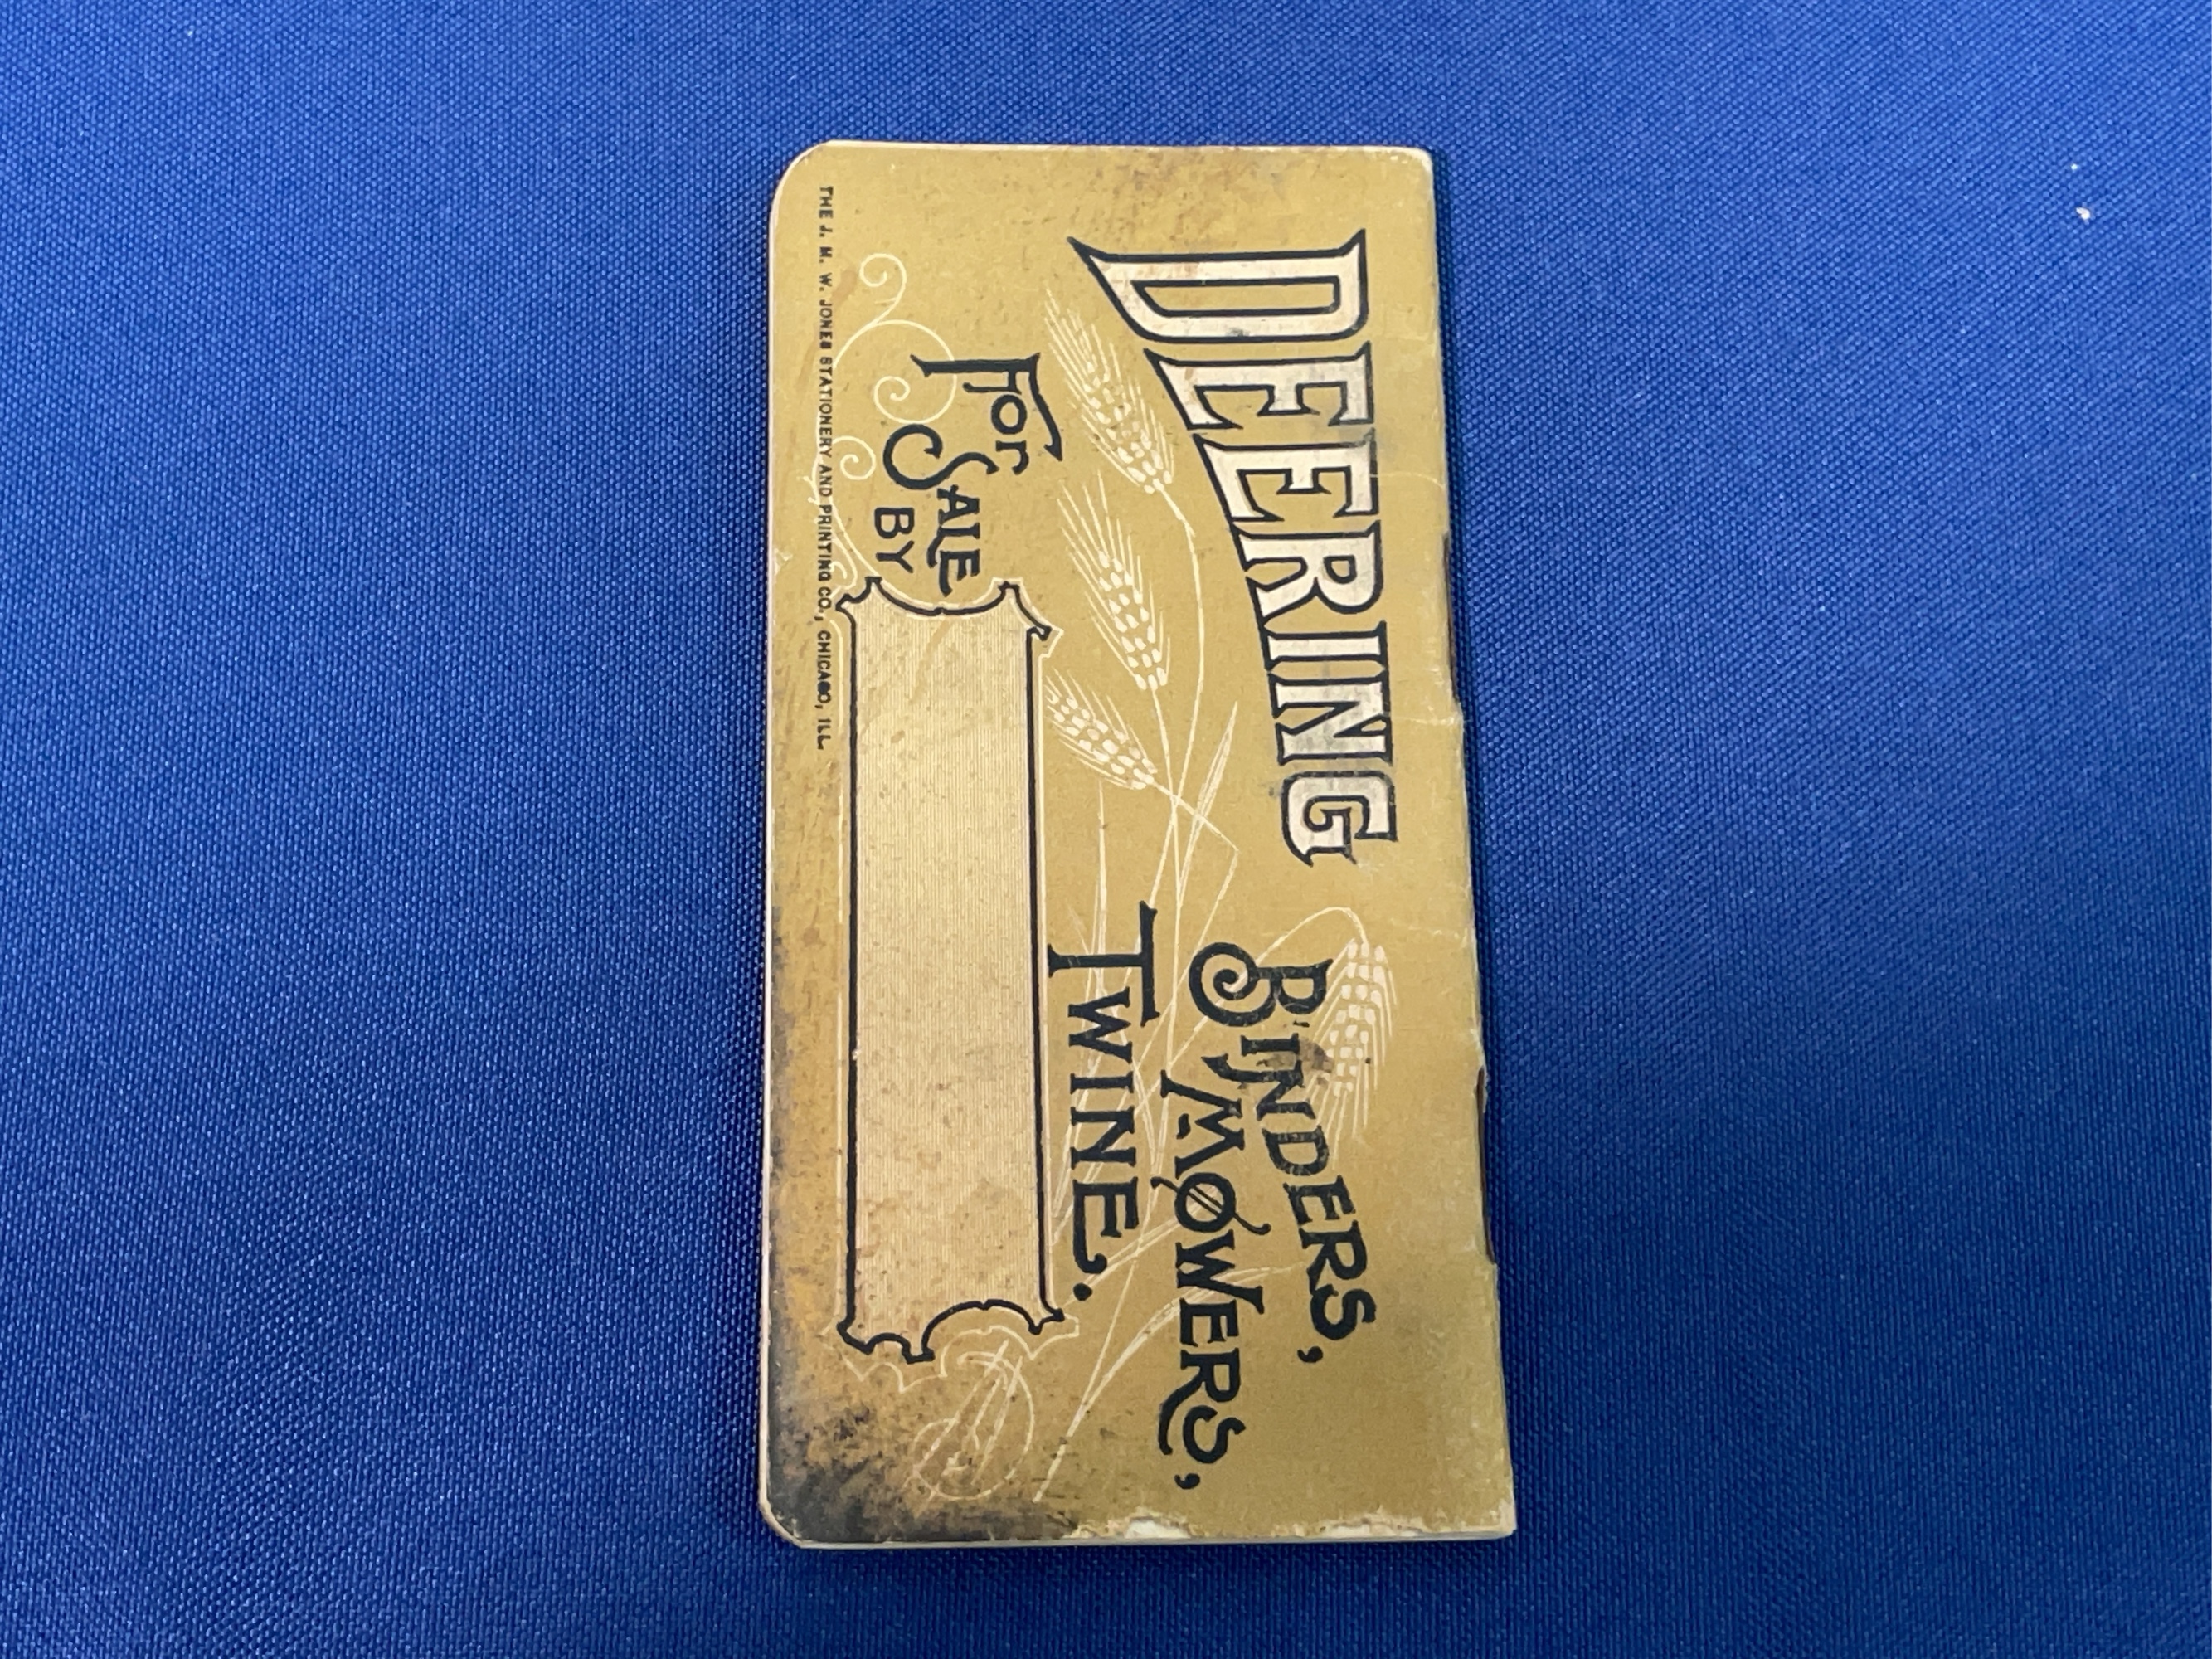 DEERING
BINDERS,
MOWERS,
TWINE.
FOR
SALE
BY
THE J. M. W. JONES STATIONERY AND PRINTING CO., CHICAGO, ILL.